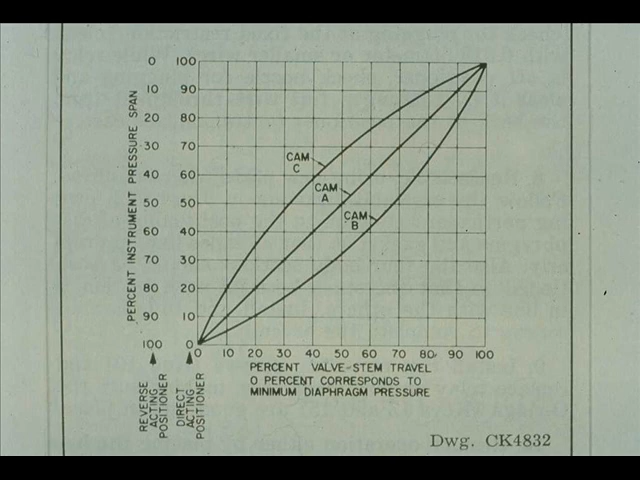 0 100
10 90
20 80
30 70
40 60
50 50
60 40
70 30
80 20
90 10
100 0
PERCENT INSTRUMENT PRESSURE SPAN
CAM
C
CAM
A
CAM
B
0 10 20 30 40 50 60 70 80 90 100
PERCENT VALVE-STEM TRAVEL
0 PERCENT CORRESPONDS TO
MINIMUM DIAPHRAGM PRESSURE
REVERSE
ACTING
POSITIONER
DIRECT
ACTING
POSITIONER
Dwg. CK4832